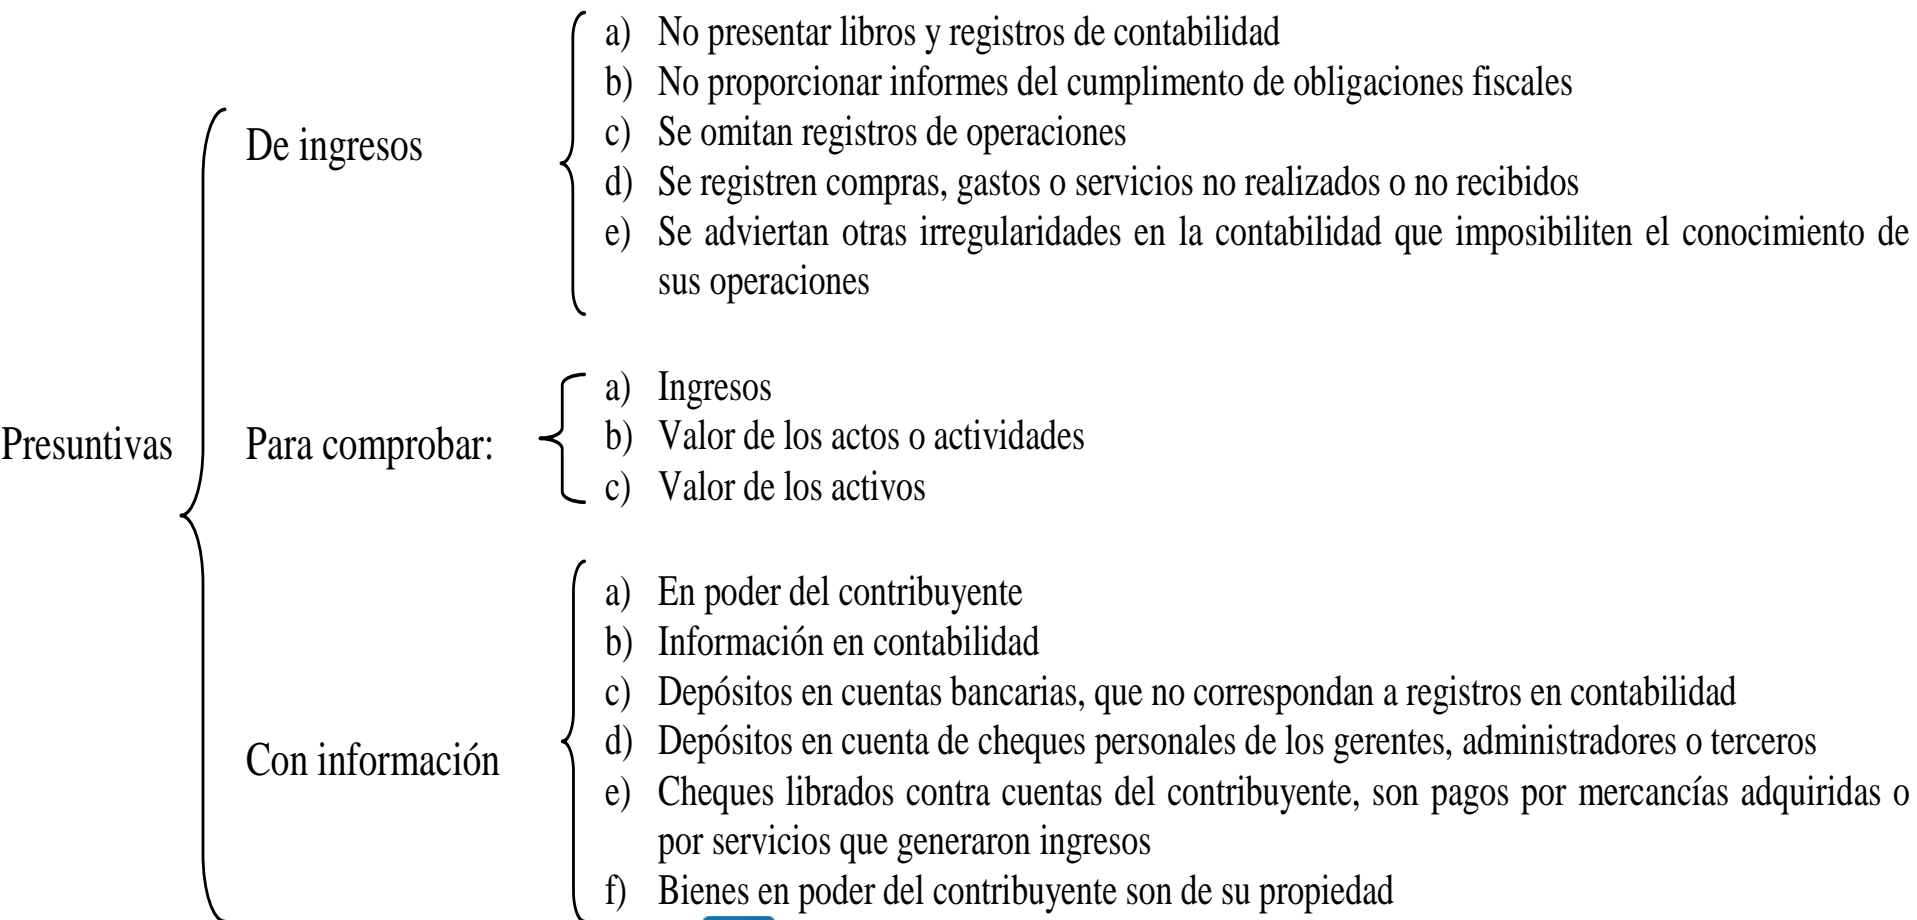 a) No presentar libros y registros de contabilidad
b) No proporcionar informes del cumplimento de obligaciones fiscales
De ingresos
c) Se omitan registros de operaciones
d) Se registren compras, gastos o servicios no realizados o no recibidos
e) Se adviertan otras irregularidades en la contabilidad que imposibiliten el conocimiento de
sus operaciones
Presuntivas
Para comprobar:
a) Ingresos
b) Valor de los actos o actividades
c) Valor de los activos
Con información
a) En poder del contribuyente
b) Información en contabilidad
c) Depósitos en cuentas bancarias, que no correspondan a registros en contabilidad
d) Depósitos en cuenta de cheques personales de los gerentes, administradores o terceros
e) Cheques librados contra cuentas del contribuyente, son pagos por mercancías adquiridas o
por servicios que generaron ingresos
f) Bienes en poder del contribuyente son de su propiedad